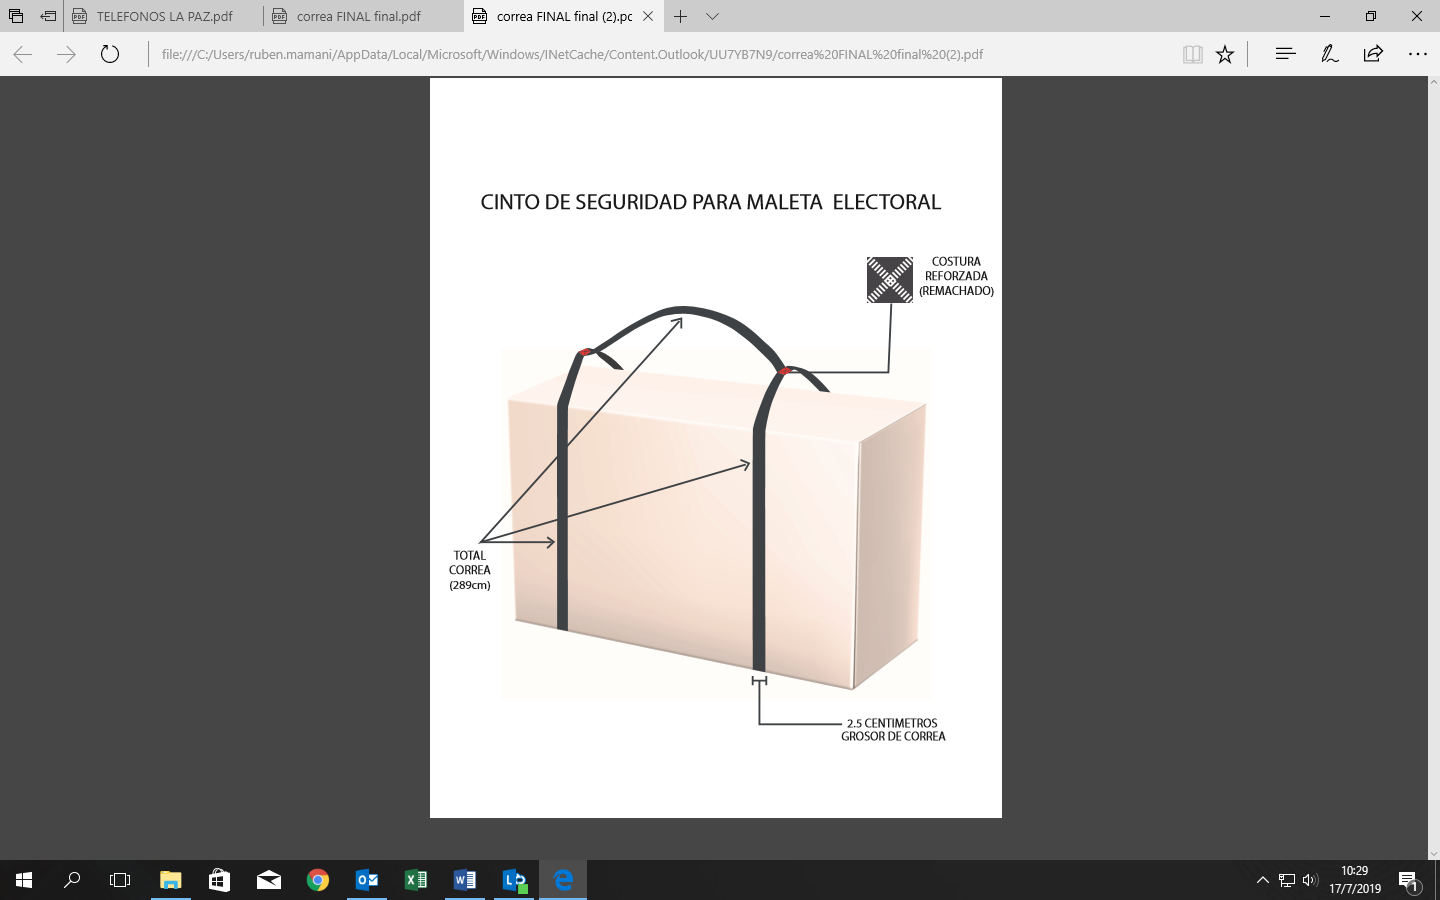 TELEFONOS LA PAZ.pdf
correa FINAL final.pdf
correa FINAL final (2).pc
file:///C:/Users/ruben.mamani/AppData/Local/Microsoft/Windows/INetCache/Content.Outlook/UU7YB7N9/correa%20FINAL%20final%20(2).pdf
CINTO DE SEGURIDAD PARA MALETA ELECTORAL
COSTURA
REFORZADA
(REMACHADO)
TOTAL
CORREA
(289cm)
2.5 CENTIMETROS
GROSOR DE CORREA
10:29
17/7/2019
1